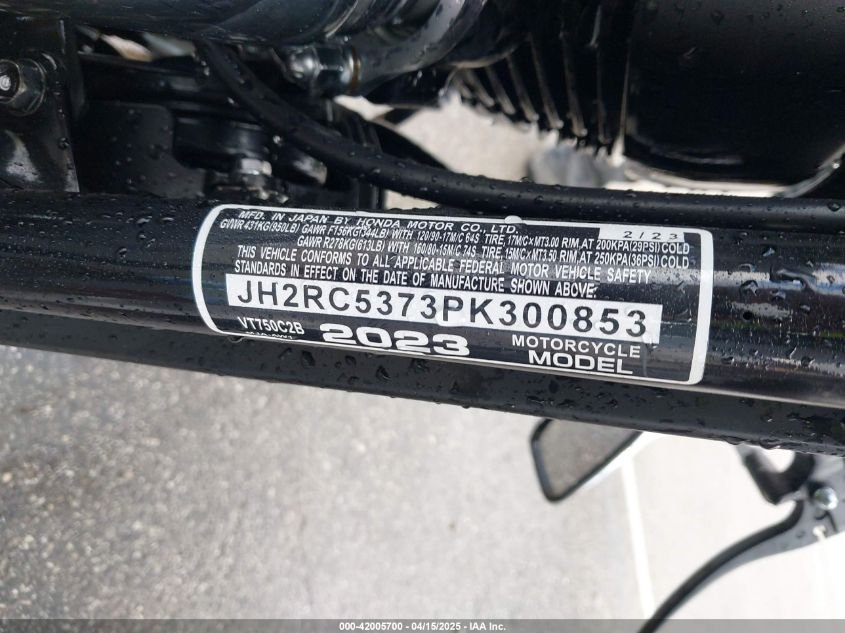 MFD. IN JAPAN BY HONDA MOTOR CO., LTD. 2/23
GVWR 431KG(950LB) GAWR F156KG(344LB) WITH 120/90-17M/C 64S TIRE, 17M/C×MT3.00 RIM, AT 200KPA(29PSI) COLD
GAWR R278KG(613LB) WITH 160/80-15M/C 74S TIRE, 15MC×MT3.50 RIM, AT 250KPA(36PSI) COLD
THIS VEHICLE CONFORMS TO ALL APPLICABLE FEDERAL MOTOR VEHICLE SAFETY
STANDARDS IN EFFECT ON THE DATE OF MANUFACTURE SHOWN ABOVE:
JH2RC5373PK300853
VT750C2B 2023 MOTORCYCLE
MODEL
000-42005700 - 04/15/2025 - IAA Inc.